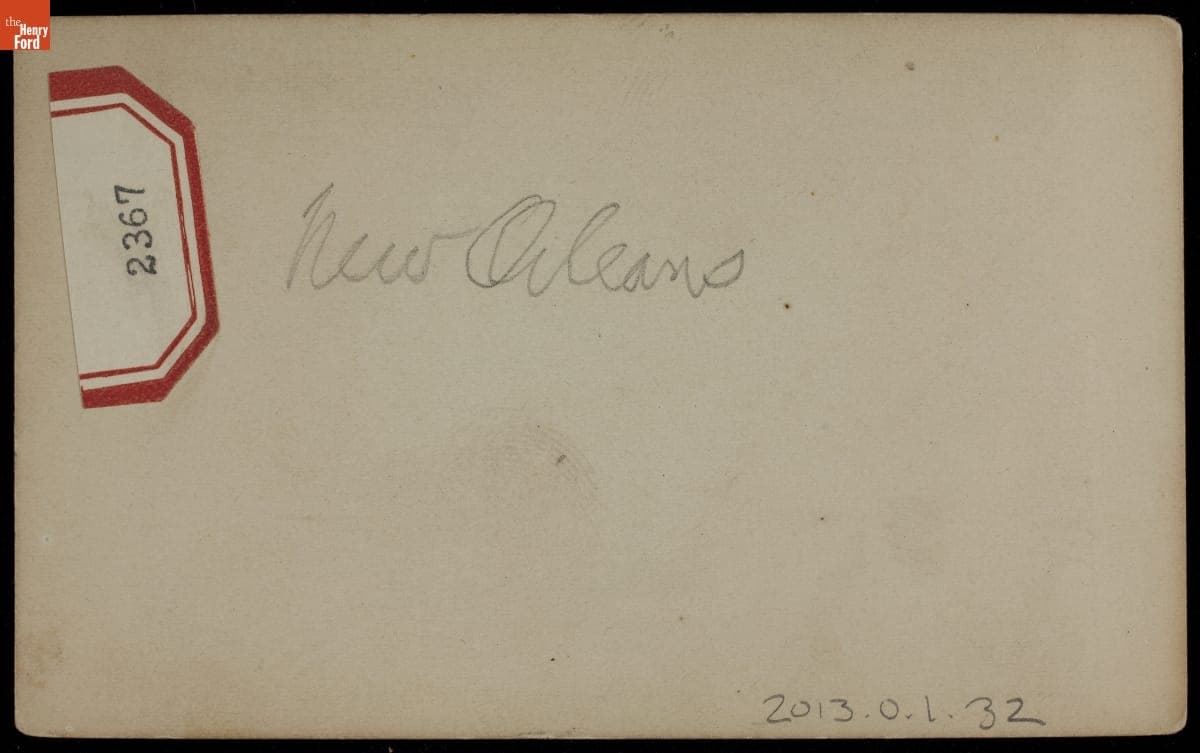 the
Henry
Ford
2367
New Orleans
2013.0.1.32